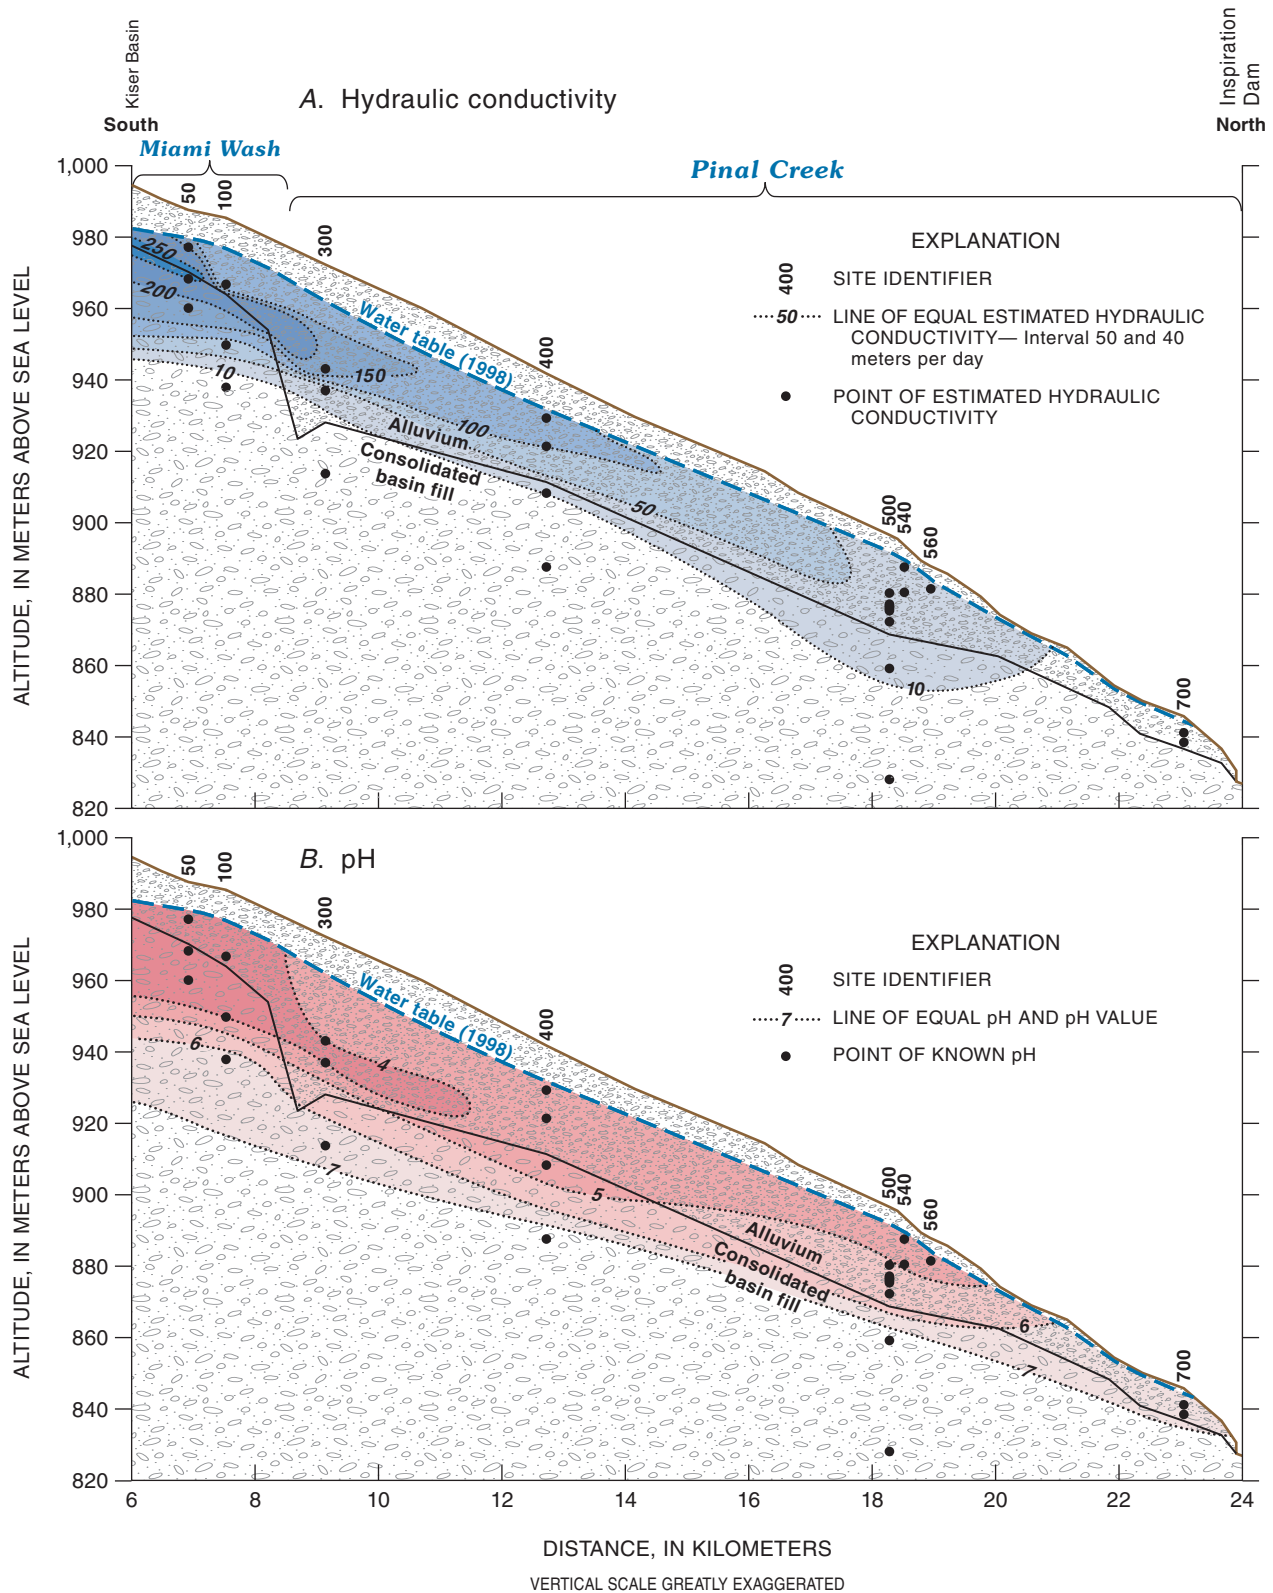 Kiser Basin
Inspiration
Dam
A. Hydraulic conductivity
South
North
Miami Wash
Pinal Creek
ALTITUDE, IN METERS ABOVE SEA LEVEL
1,000
980
960
940
920
900
880
860
840
820
50
100
300
400
500
540
560
700
250
200
10
150
100
50
10
Water table (1998)
Alluvium
Consolidated
basin fill
EXPLANATION
400
SITE IDENTIFIER
50
LINE OF EQUAL ESTIMATED HYDRAULIC
CONDUCTIVITY— Interval 50 and 40
meters per day
POINT OF ESTIMATED HYDRAULIC
CONDUCTIVITY
B. pH
ALTITUDE, IN METERS ABOVE SEA LEVEL
1,000
980
960
940
920
900
880
860
840
820
50
100
300
400
500
540
560
700
6
4
7
5
6
7
Water table (1998)
Alluvium
Consolidated
basin fill
EXPLANATION
400
SITE IDENTIFIER
7
LINE OF EQUAL pH AND pH VALUE
POINT OF KNOWN pH
6 8 10 12 14 16 18 20 22 24
DISTANCE, IN KILOMETERS
VERTICAL SCALE GREATLY EXAGGERATED